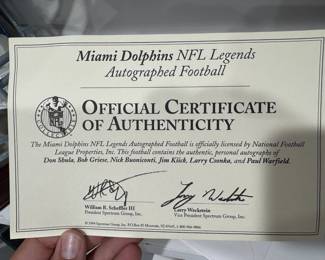 Miami Dolphins NFL Legends
Autographed Football
OFFICIAL CERTIFICATE
OF AUTHENTICITY
The Miami Dolphins NFL Legends Autographed Football is officially licensed by National Football
League Properties, Inc. This football contains the authentic, personal autographs of
Don Shula, Bob Griese, Nick Buoniconti, Jim Kiick, Larry Csonka, and Paul Warfield.
William R. Scheffler III
President Spectrum Group, Inc.
Larry Weckstein
Vice President Spectrum Group, Inc.